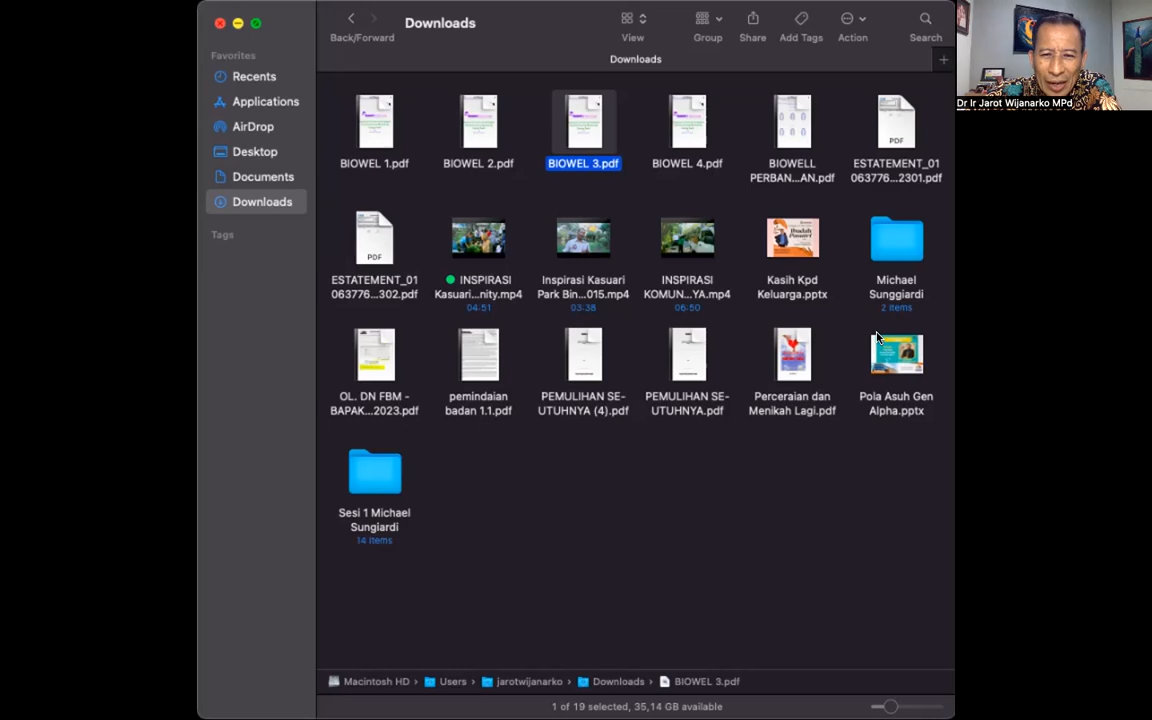 Downloads
Back/Forward
View
Group
Share
Add Tags
Action
Search
Downloads
Favorites
Recents
Applications
AirDrop
Desktop
Documents
Downloads
Tags
BIOWEL 1.pdf
BIOWEL 2.pdf
BIOWEL 3.pdf
BIOWEL 4.pdf
BIOWELL
PERBAN...AN.pdf
PDF
ESTATEMENT_01
063776...2301.pdf
PDF
ESTATEMENT_01
063776...302.pdf
INSPIRASI
Kasuari...nity.mp4
04:51
Inspirasi Kasuari
Park Bin...015.mp4
03:38
INSPIRASI
KOMUN...YA.mp4
06:50
Kasih Kpd
Keluarga.pptx
Michael
Sunggiardi
2 items
OL. DN FBM -
BAPAK...2023.pdf
pemindaian
badan 1.1.pdf
PEMULIHAN SE-
UTUHNYA (4).pdf
PEMULIHAN SE-
UTUHNYA.pdf
Perceraian dan
Menikah Lagi.pdf
Pola Asuh Gen
Alpha.pptx
Sesi 1 Michael
Sungiardi
14 items
Macintosh HD › Users › jarotwijanarko › Downloads › BIOWEL 3.pdf
1 of 19 selected, 35,14 GB available
Dr Ir Jarot Wijanarko MPd